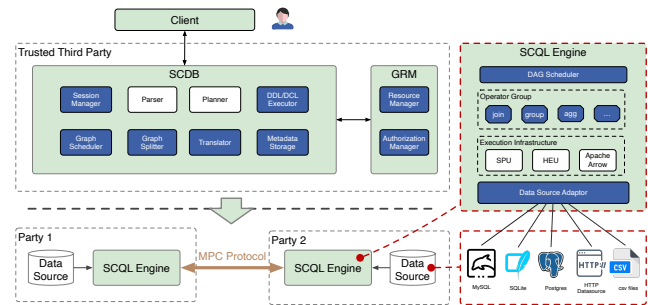 Client
Trusted Third Party
SCDB
Session
Manager
Parser
Planner
DDL/DCL
Executor
Graph
Scheduler
Graph
Splitter
Translator
Metadata
Storage
GRM
Resource
Manager
Authorization
Manager
SCQL Engine
DAG Scheduler
Operator Group
join
group
agg
...
Execution Infrastructure
SPU
HEU
Apache
Arrow
Data Source Adaptor
Party 1
Data
Source
SCQL Engine
MPC Protocol
Party 2
SCQL Engine
Data
Source
MySQL
SQLite
Postgres
HTTP://
HTTP
Datasource
CSV
csv files